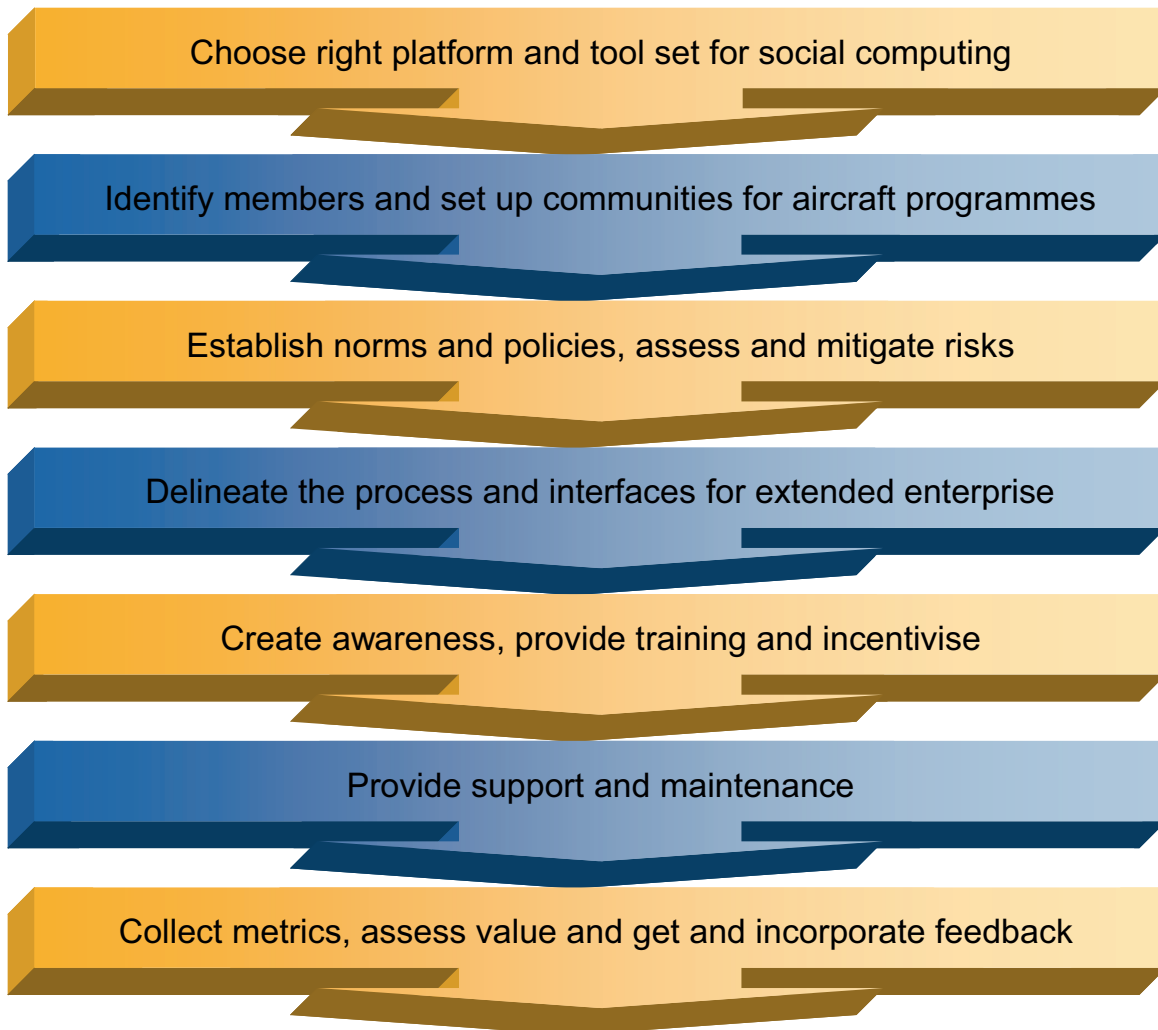 Choose right platform and tool set for social computing
Identify members and set up communities for aircraft programmes
Establish norms and policies, assess and mitigate risks
Delineate the process and interfaces for extended enterprise
Create awareness, provide training and incentivise
Provide support and maintenance
Collect metrics, assess value and get and incorporate feedback